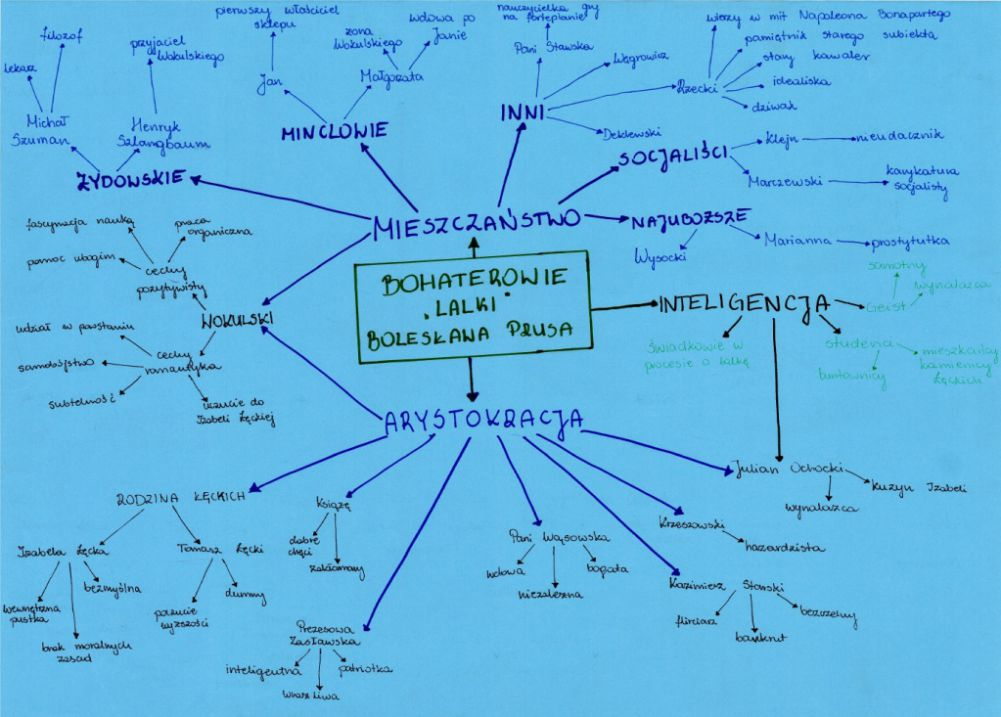 pierwszy właściciel
sklepu
żona
Wokulskiego
wdowa po
Janie
nauczycielka gry
na fortepianie
wierzy w mit Napoleona Bonapartego
pamiętnik starego subiekta
stary kawaler
idealista
dziwak
filozof
lekarz
przyjaciel
Wokulskiego
Jan
Małgorzata
Pani Stawska
Węgrowicz
Rzecki
Deklewski
Michał
Szuman
Henryk
Szlangbaum
MINCLOWIE
INNI
SOCJALIŚCI
Klejn
nieudacznik
Marczewski
karykatura
socjalisty
ŻYDOWSKIE
MIESZCZAŃSTWO
NAJUBOŻSZE
Wysocki
Marianna
prostytutka
fascynacja nauką
praca
organiczna
pomoc ubogim
cechy
pozytywisty
WOKULSKI
udział w powstaniu
samobójstwo
cechy
romantyka
subtelność
uczucie do
Izabeli Łęckiej
BOHATEROWIE
"LALKI"
BOLESŁAWA PRUSA
INTELIGENCJA
samotny
wynalazca
Geist
świadkowie w
procesie o lalkę
studenci
buntownicy
mieszkańcy
kamienicy
Łęckich
ARYSTOKRACJA
Julian Ochocki
kuzyn Izabeli
wynalazca
RODZINA ŁĘCKICH
Izabela Łęcka
wewnętrzna
pustka
bezmyślna
brak moralnych
zasad
Tomasz Łęcki
poczucie
wyższości
dumny
Książę
dobre
chęci
zakłamany
Prezesowa
Zasławska
inteligentna
wrażliwa
patriotka
Pani Wąsowska
wdowa
niezależna
bogata
Krzeszowski
hazardzista
Kazimierz Starski
flirciarz
bankrut
bezczelny